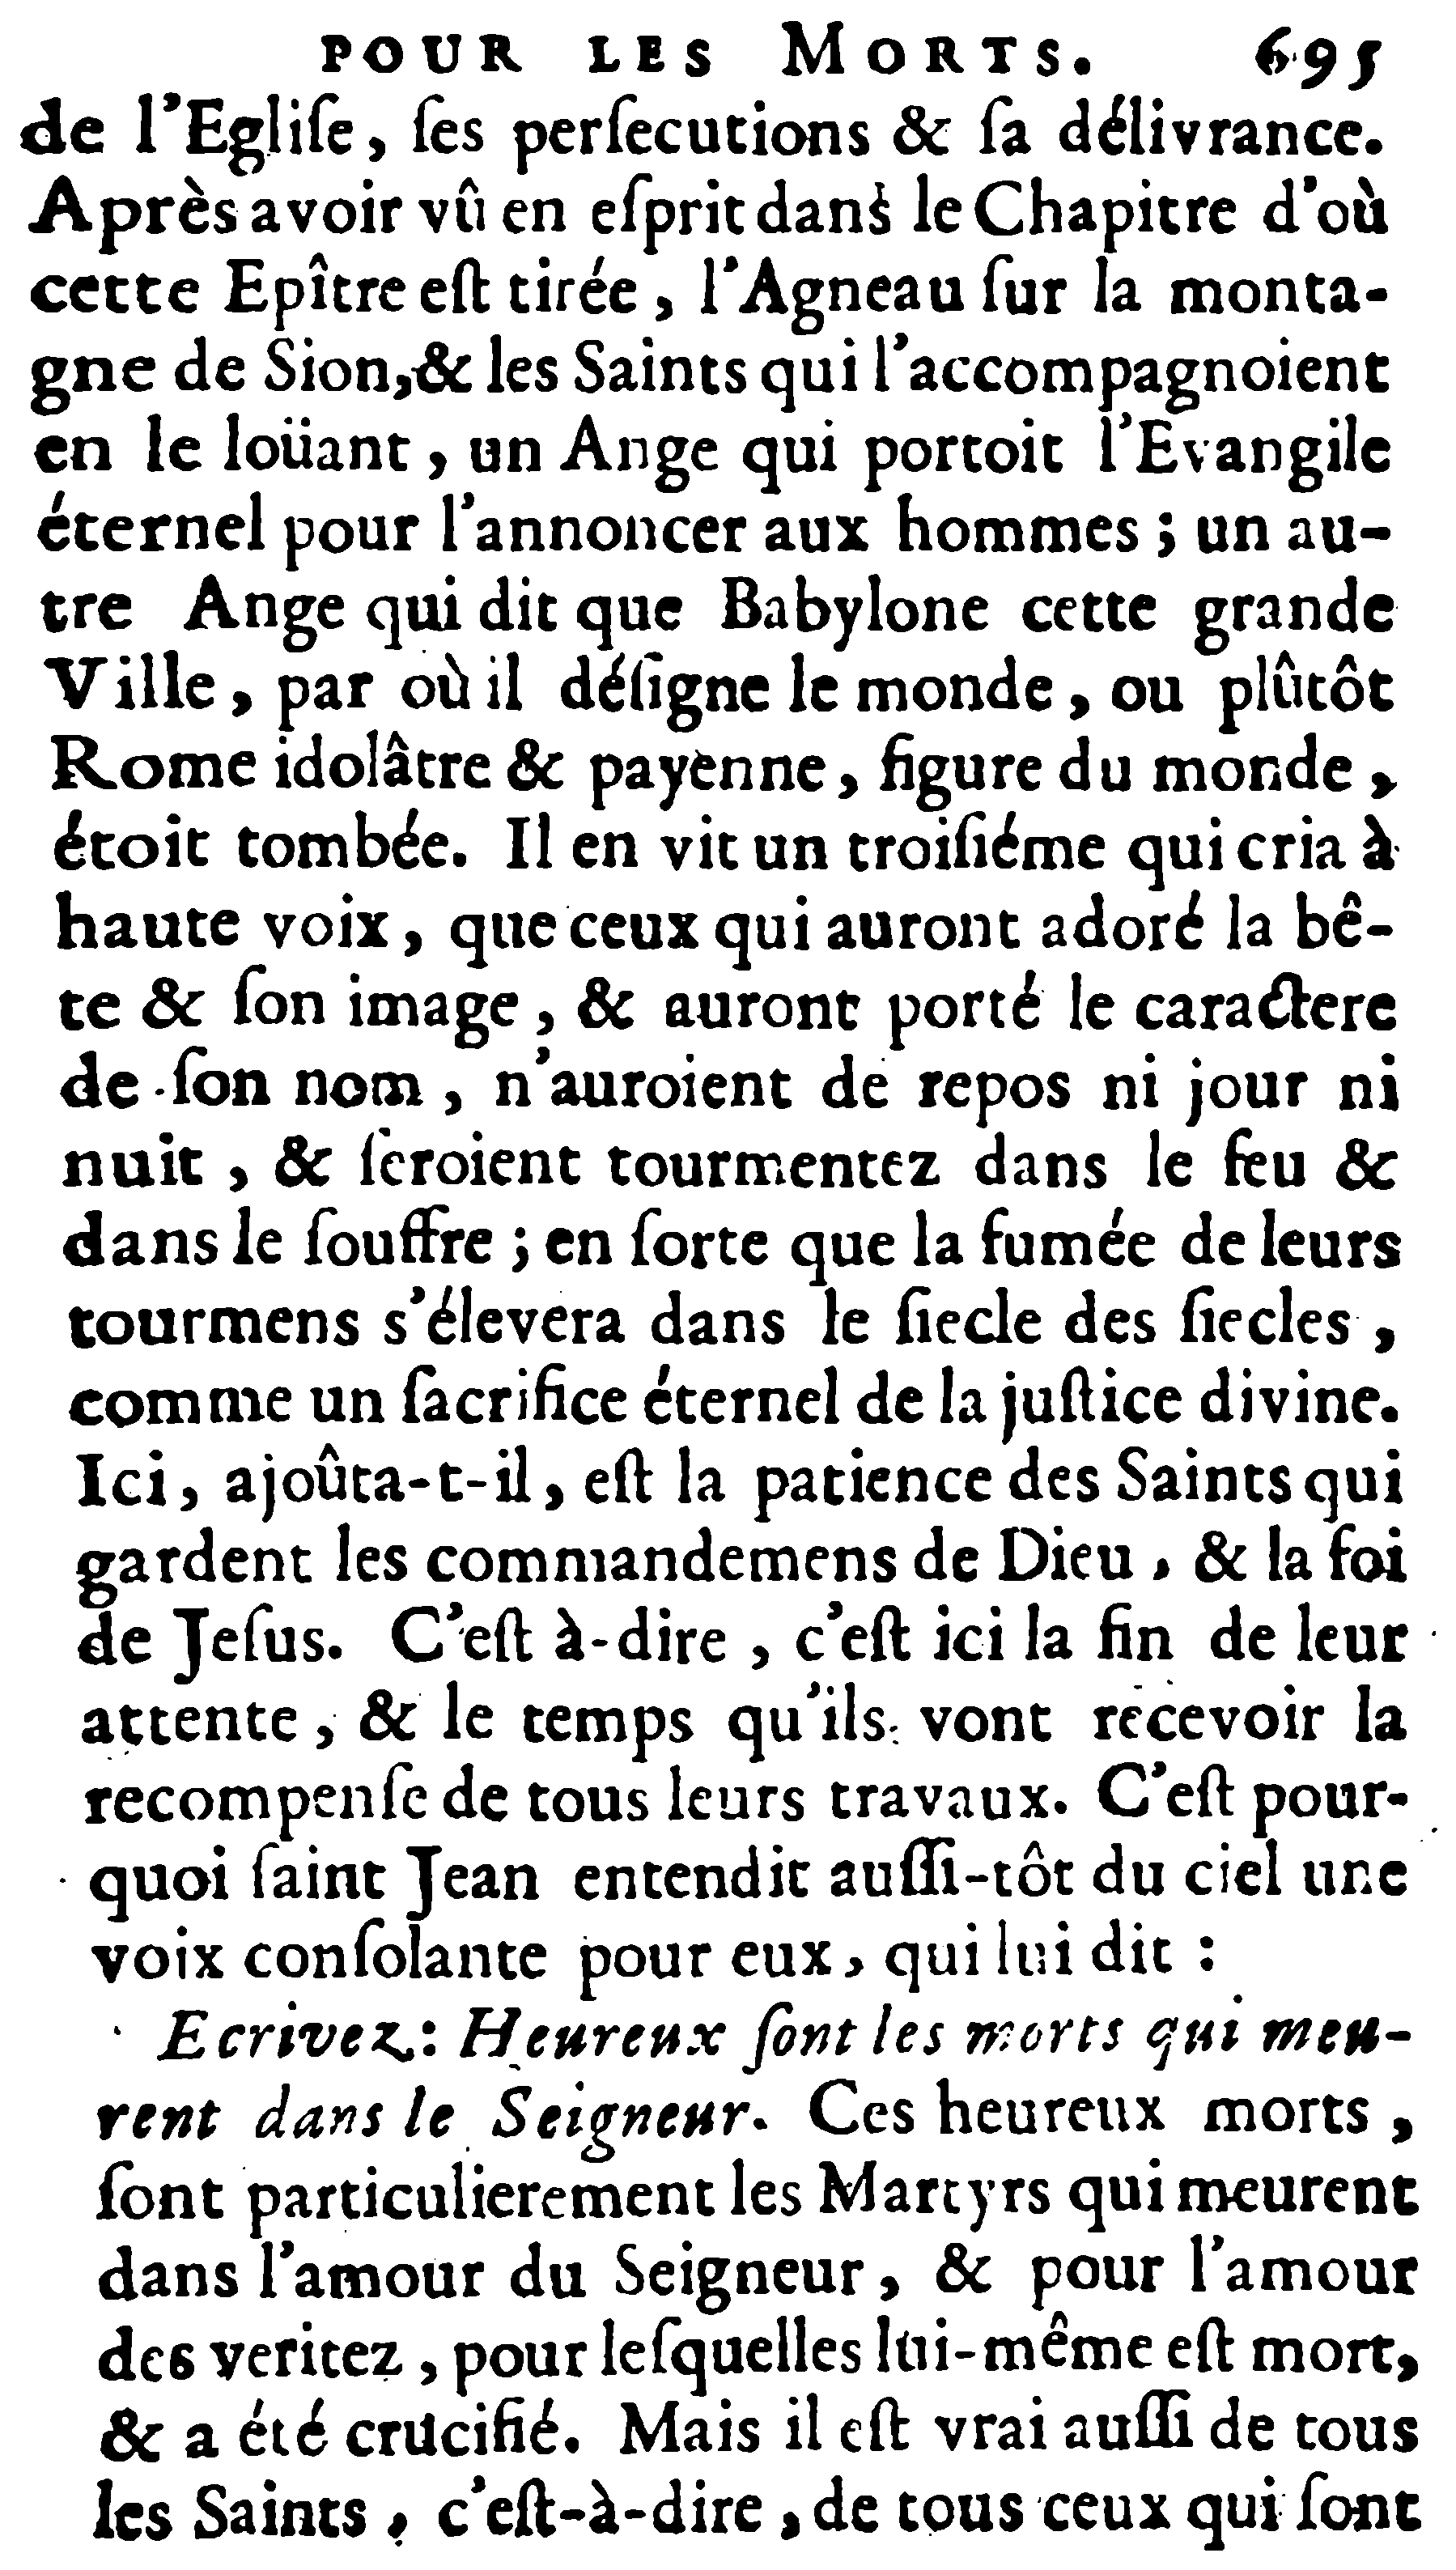 POUR LES MORTS. 695
de l'Egliſe, ſes perſecutions & ſa délivrance.
Après avoir vû en eſprit dans le Chapitre d'où
cette Epître eſt tirée, l'Agneau ſur la monta-
gne de Sion, & les Saints qui l'accompagnoient
en le loüant, un Ange qui portoit l'Evangile
éternel pour l'annoncer aux hommes; un au-
tre Ange qui dit que Babylone cette grande
Ville, par où il déſigne le monde, ou plûtôt
Rome idolâtre & payenne, figure du monde,
étoit tombée. Il en vit un troiſiéme qui cria à
haute voix, que ceux qui auront adoré la bê-
te & ſon image, & auront porté le caractere
de ſon nom, n'auroient de repos ni jour ni
nuit, & ſeroient tourmentez dans le feu &
dans le ſouffre; en ſorte que la fumée de leurs
tourmens s'élevera dans le ſiecle des ſiecles,
comme un ſacrifice éternel de la juſtice divine.
Ici, ajoûta-t-il, eſt la patience des Saints qui
gardent les commandemens de Dieu, & la foi
de Jeſus. C'eſt à-dire, c'eſt ici la fin de leur
attente, & le temps qu'ils vont recevoir la
recompenſe de tous leurs travaux. C'eſt pour-
quoi ſaint Jean entendit auſſi-tôt du ciel une
voix conſolante pour eux, qui lui dit:
Ecrivez: Heureux ſont les morts qui meu-
rent dans le Seigneur. Ces heureux morts,
ſont particulierement les Martyrs qui meurent
dans l'amour du Seigneur, & pour l'amour
des veritez, pour leſquelles lui-même eſt mort,
& a été crucifié. Mais il eſt vrai auſſi de tous
les Saints, c'eſt-à-dire, de tous ceux qui ſont